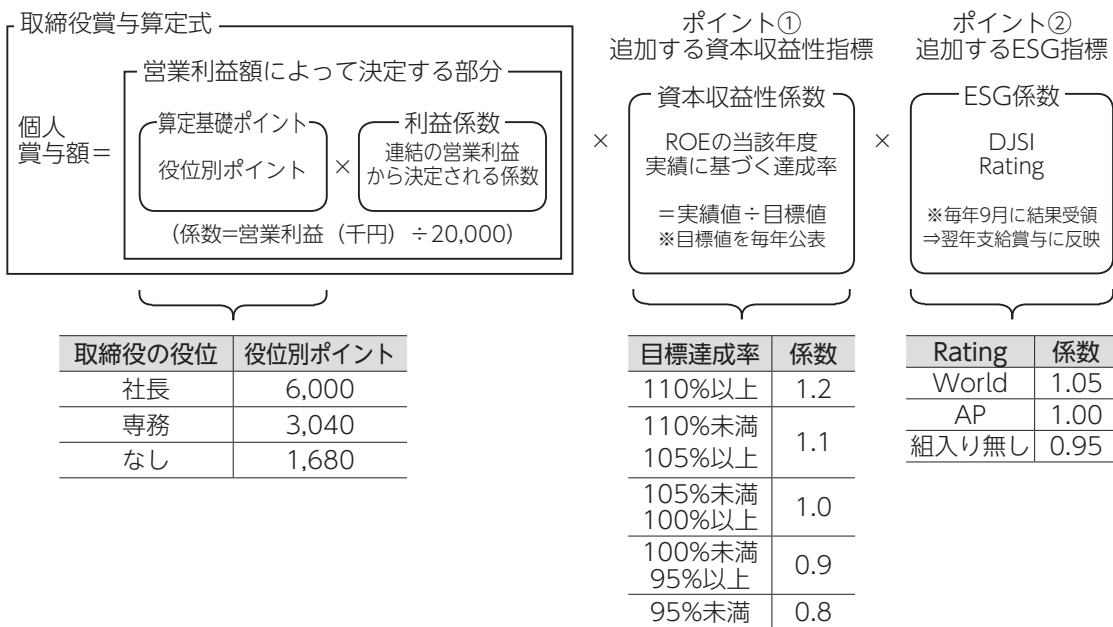 取締役賞与算定式
営業利益額によって決定する部分
個人
賞与額＝
算定基礎ポイント
役位別ポイント
×
利益係数
連結の営業利益
から決定される係数
（係数＝営業利益（千円）÷20,000）
×
ポイント①
追加する資本収益性指標
資本収益性係数
ROEの当該年度
実績に基づく達成率
＝実績値÷目標値
※目標値を毎年公表
×
ポイント②
追加するESG指標
ESG係数
DJSI
Rating
※毎年9月に結果受領
⇒翌年支給賞与に反映
取締役の役位 役位別ポイント
社長 6,000
専務 3,040
なし 1,680
目標達成率 係数
110%以上 1.2
110%未満
105%以上 1.1
105%未満
100%以上 1.0
100%未満
95%以上 0.9
95%未満 0.8
Rating 係数
World 1.05
AP 1.00
組入り無し 0.95